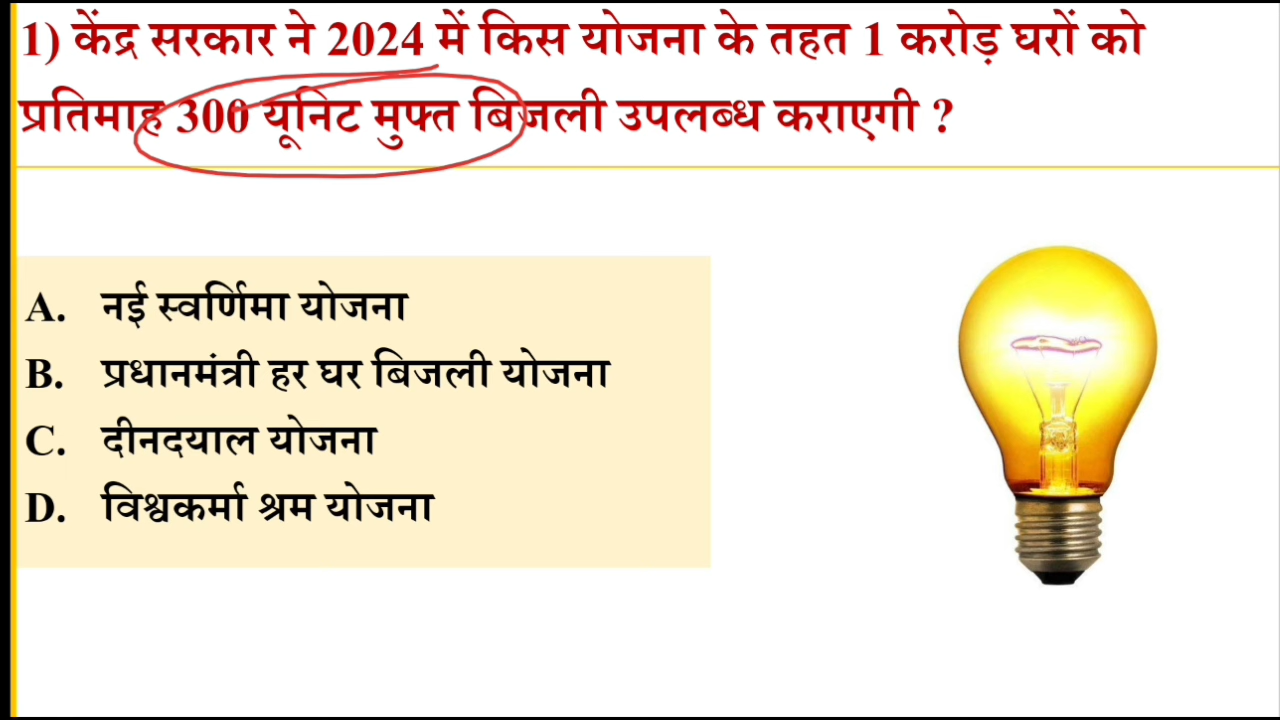 1) केंद्र सरकार ने 2024 में किस योजना के तहत 1 करोड़ घरों को
प्रतिमाह 300 यूनिट मुफ्त बिजली उपलब्ध कराएगी ?
A. नई स्वर्णिमा योजना
B. प्रधानमंत्री हर घर बिजली योजना
C. दीनदयाल योजना
D. विश्वकर्मा श्रम योजना